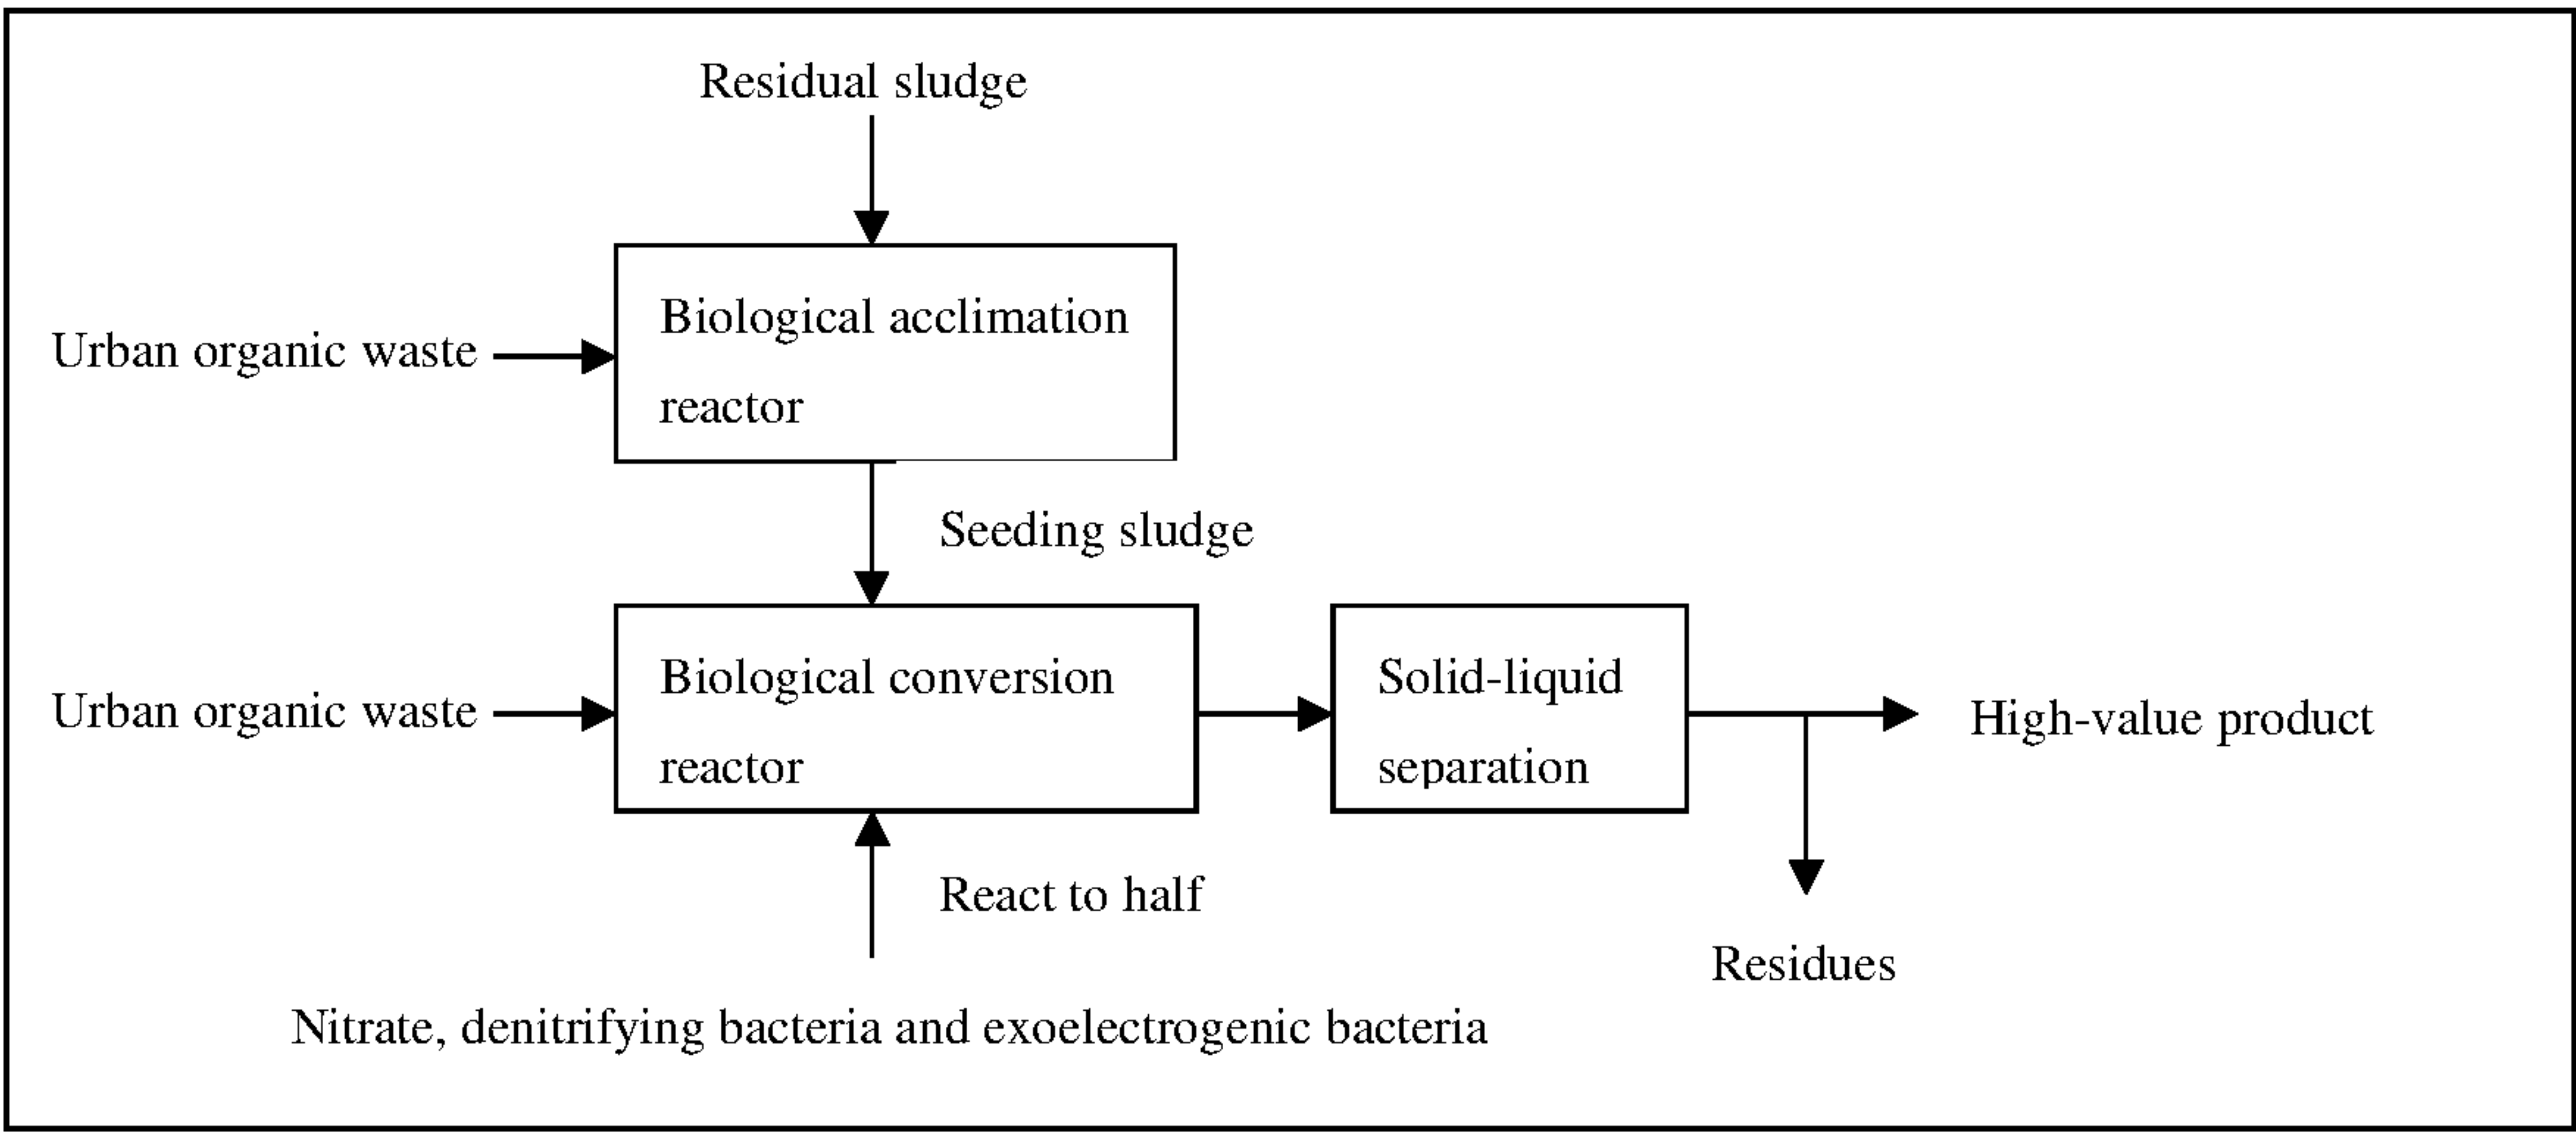 Residual sludge
Urban organic waste
Biological acclimation
reactor
Seeding sludge
Urban organic waste
Biological conversion
reactor
Solid-liquid
separation
High-value product
React to half
Residues
Nitrate, denitrifying bacteria and exoelectrogenic bacteria